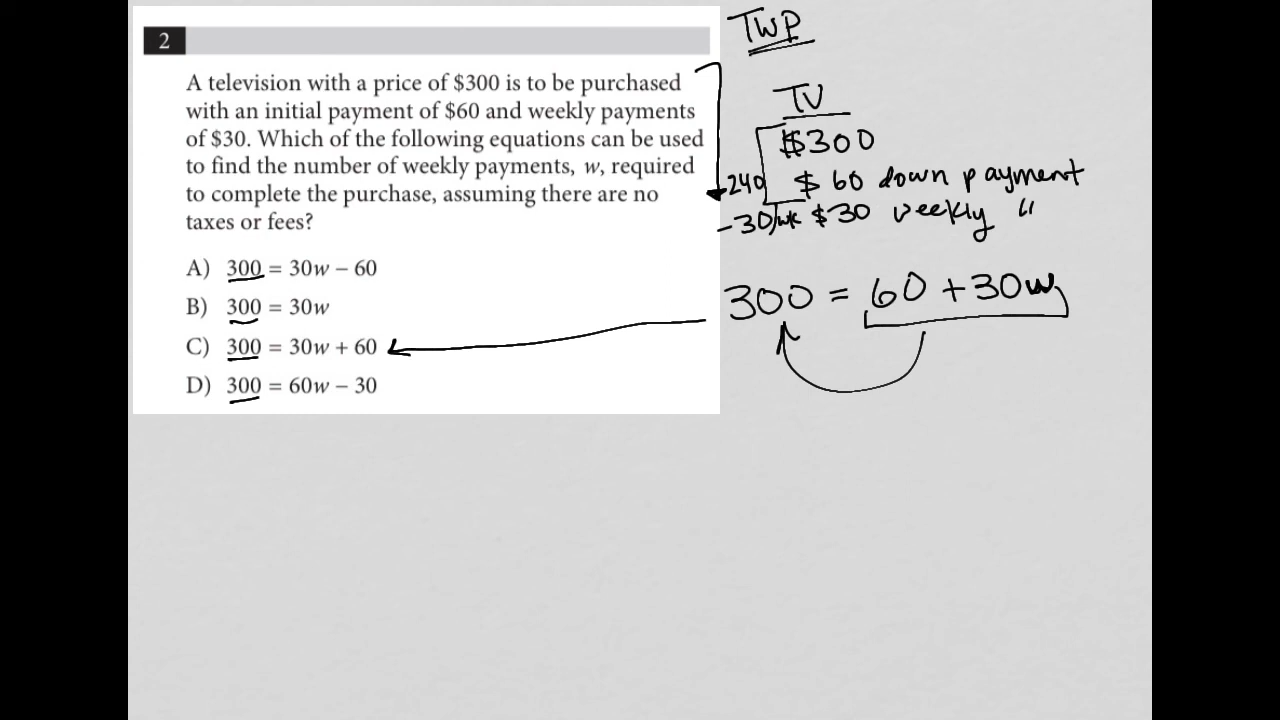 2
A television with a price of $300 is to be purchased
with an initial payment of $60 and weekly payments
of $30. Which of the following equations can be used
to find the number of weekly payments, w, required
to complete the purchase, assuming there are no
taxes or fees?
A) 300 = 30w – 60
B) 300 = 30w
C) 300 = 30w + 60
D) 300 = 60w – 30
TWP
TV
$300
240 $ 60 down payment
-30/wk $30 weekly "
300 = 60 + 30w